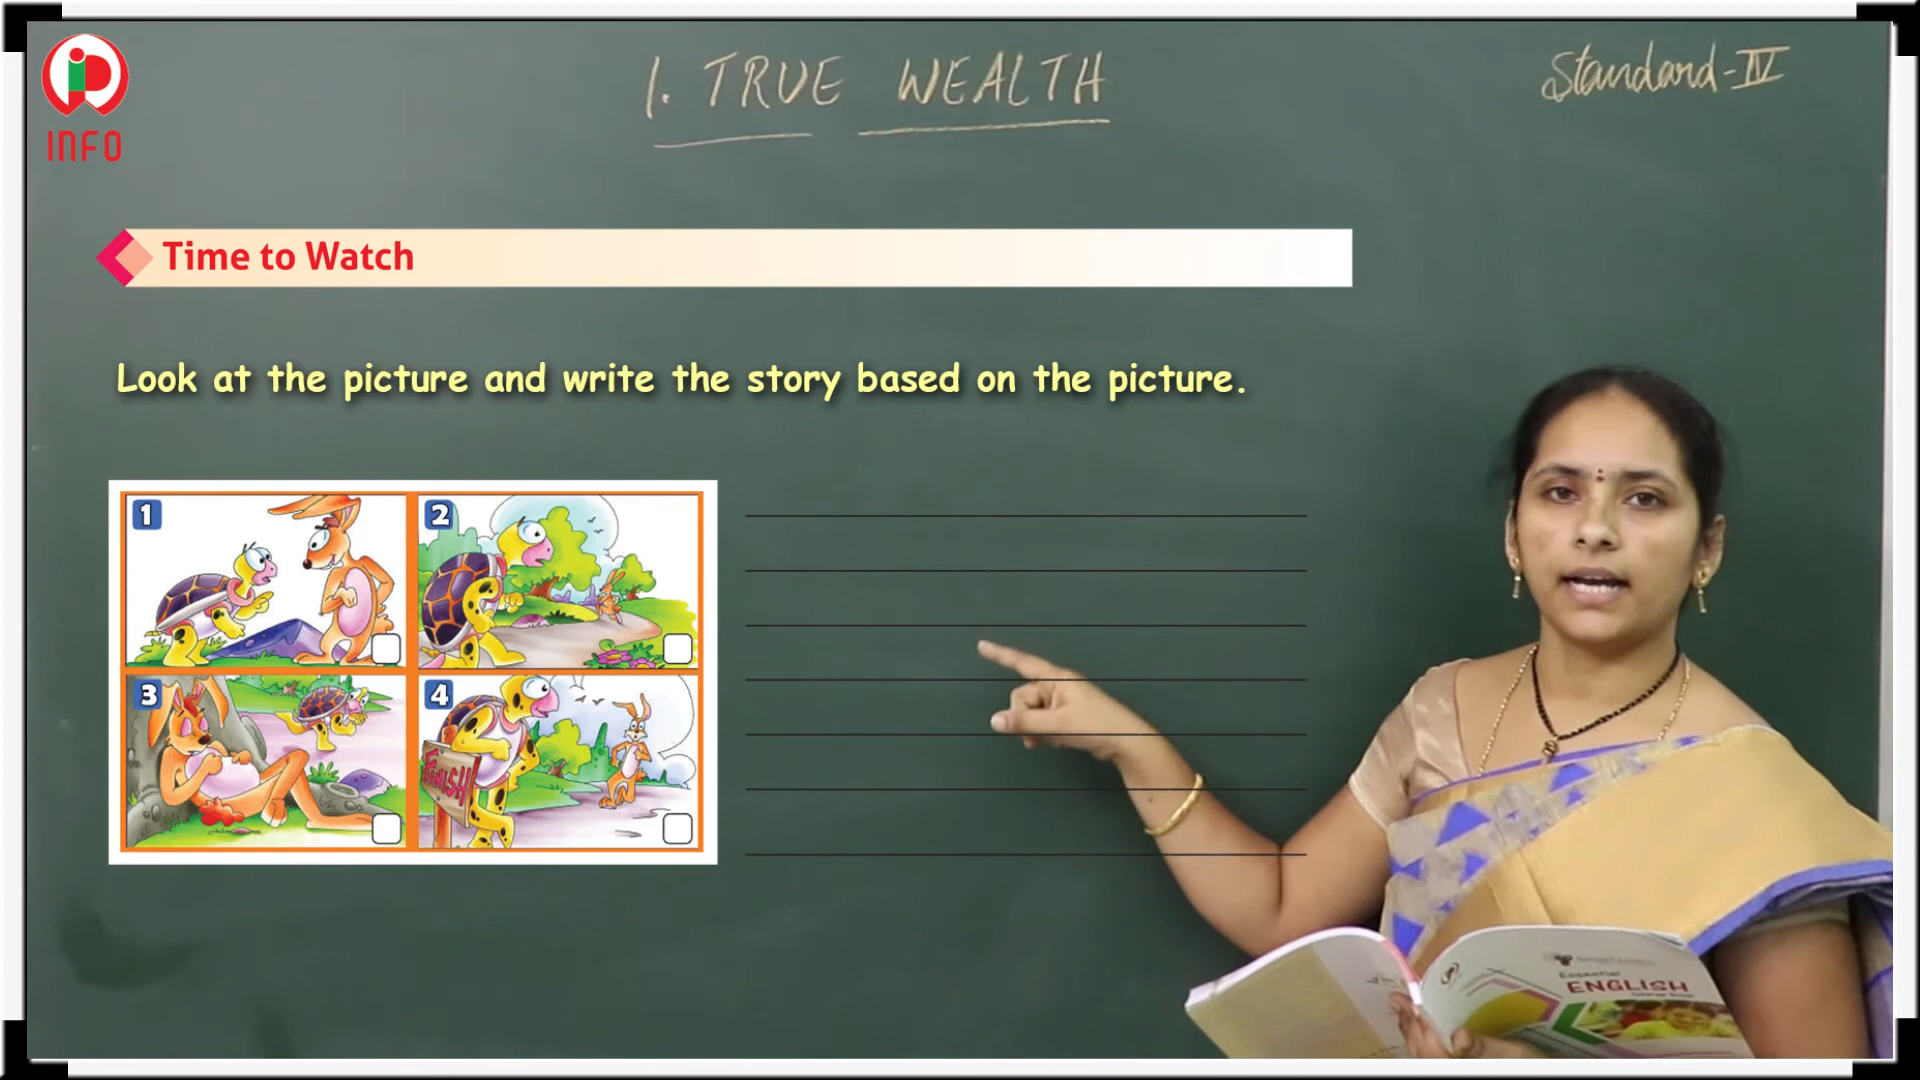 INFO
1. TRUE WEALTH
Standard-IV
Time to Watch
Look at the picture and write the story based on the picture.
1
2
3
4
FINISH
Essential
ENGLISH